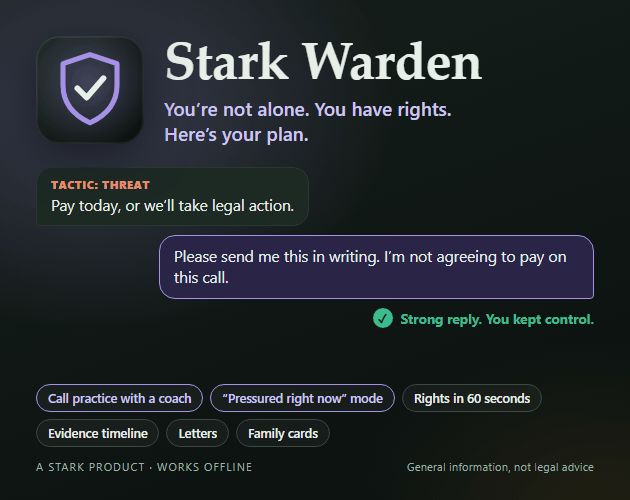 Stark Warden
You’re not alone. You have rights.
Here’s your plan.
TACTIC: THREAT
Pay today, or we’ll take legal action.
Please send me this in writing. I’m not agreeing to pay on
this call.
Strong reply. You kept control.
Call practice with a coach
“Pressured right now” mode
Rights in 60 seconds
Evidence timeline
Letters
Family cards
A STARK PRODUCT · WORKS OFFLINE
General information, not legal advice